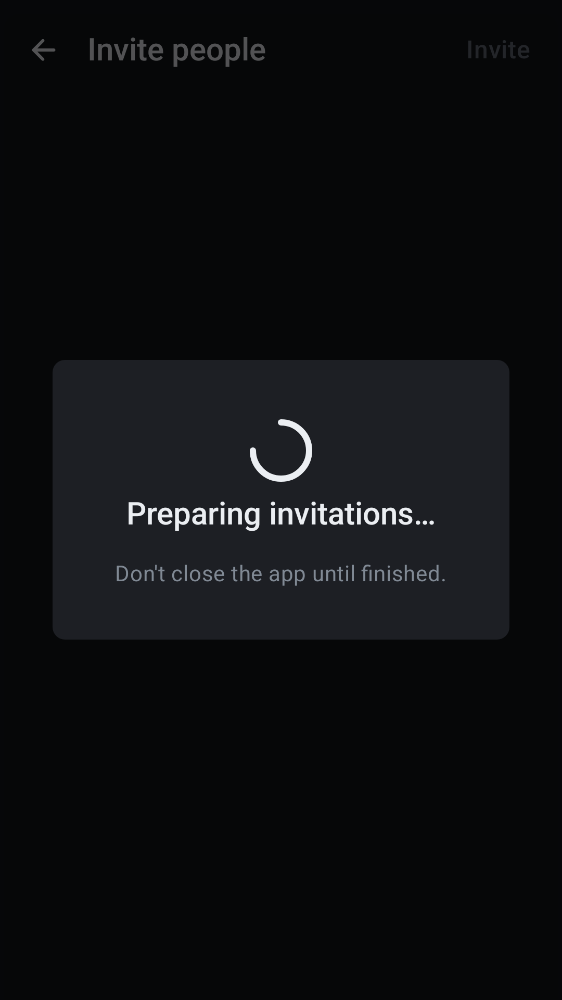 Invite people
Invite
Preparing invitations...
Don't close the app until finished.